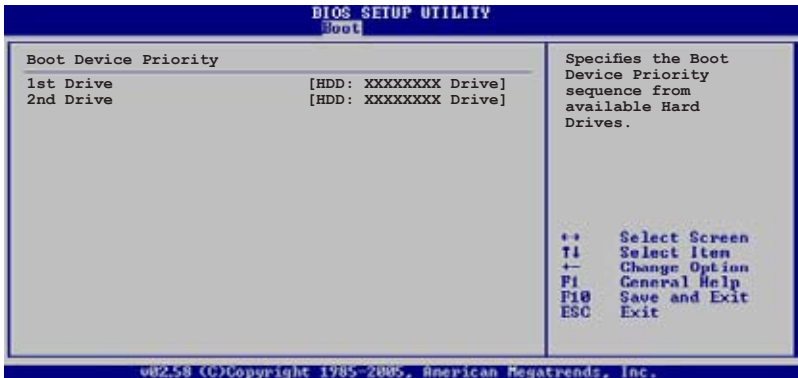 BIOS SETUP UTILITY
Boot
Boot Device Priority
1st Drive [HDD: XXXXXXXX Drive]
2nd Drive [HDD: XXXXXXXX Drive]
Specifies the Boot
Device Priority
sequence from
available Hard
Drives.
←→ Select Screen
↑↓ Select Item
+- Change Option
F1 General Help
F10 Save and Exit
ESC Exit
v02.58 (C)Copyright 1985-2005, American Megatrends, Inc.